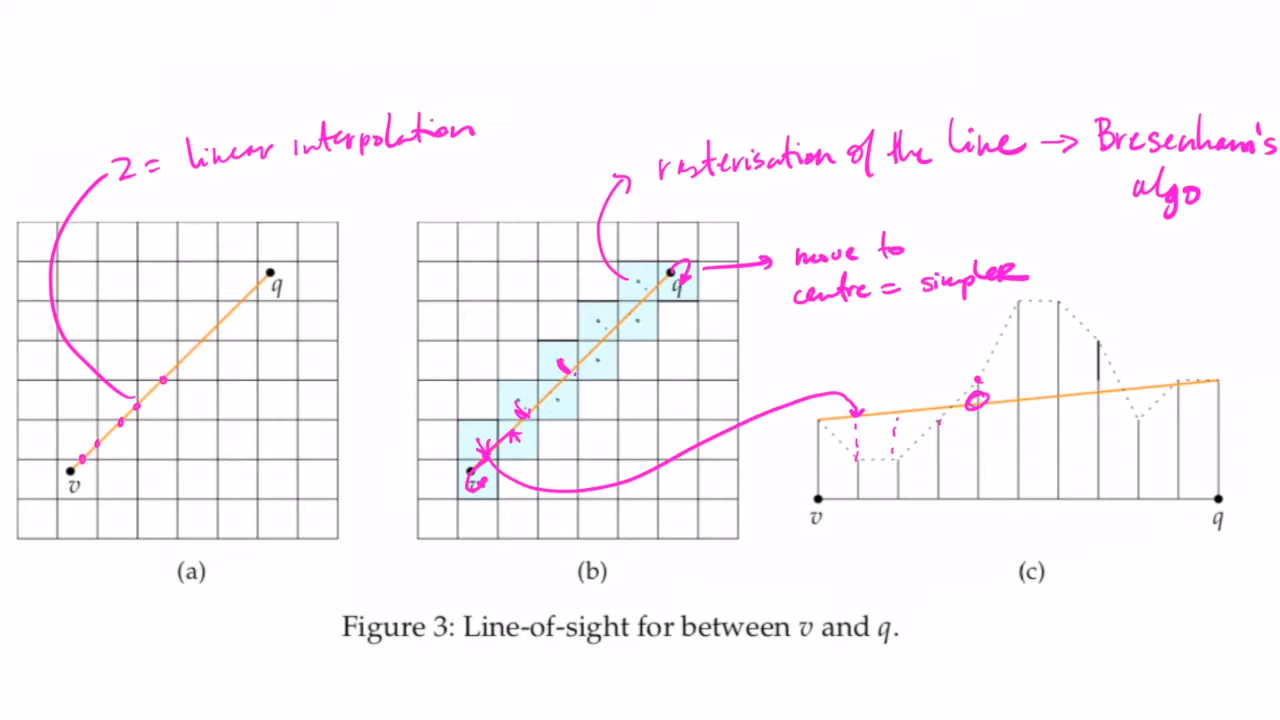 z = linear interpolation
rasterisation of the line → Bresenham's
algo
move to
centre = simpler
q
v
q
v
v
q
(a)
(b)
(c)
Figure 3: Line-of-sight for between v and q.